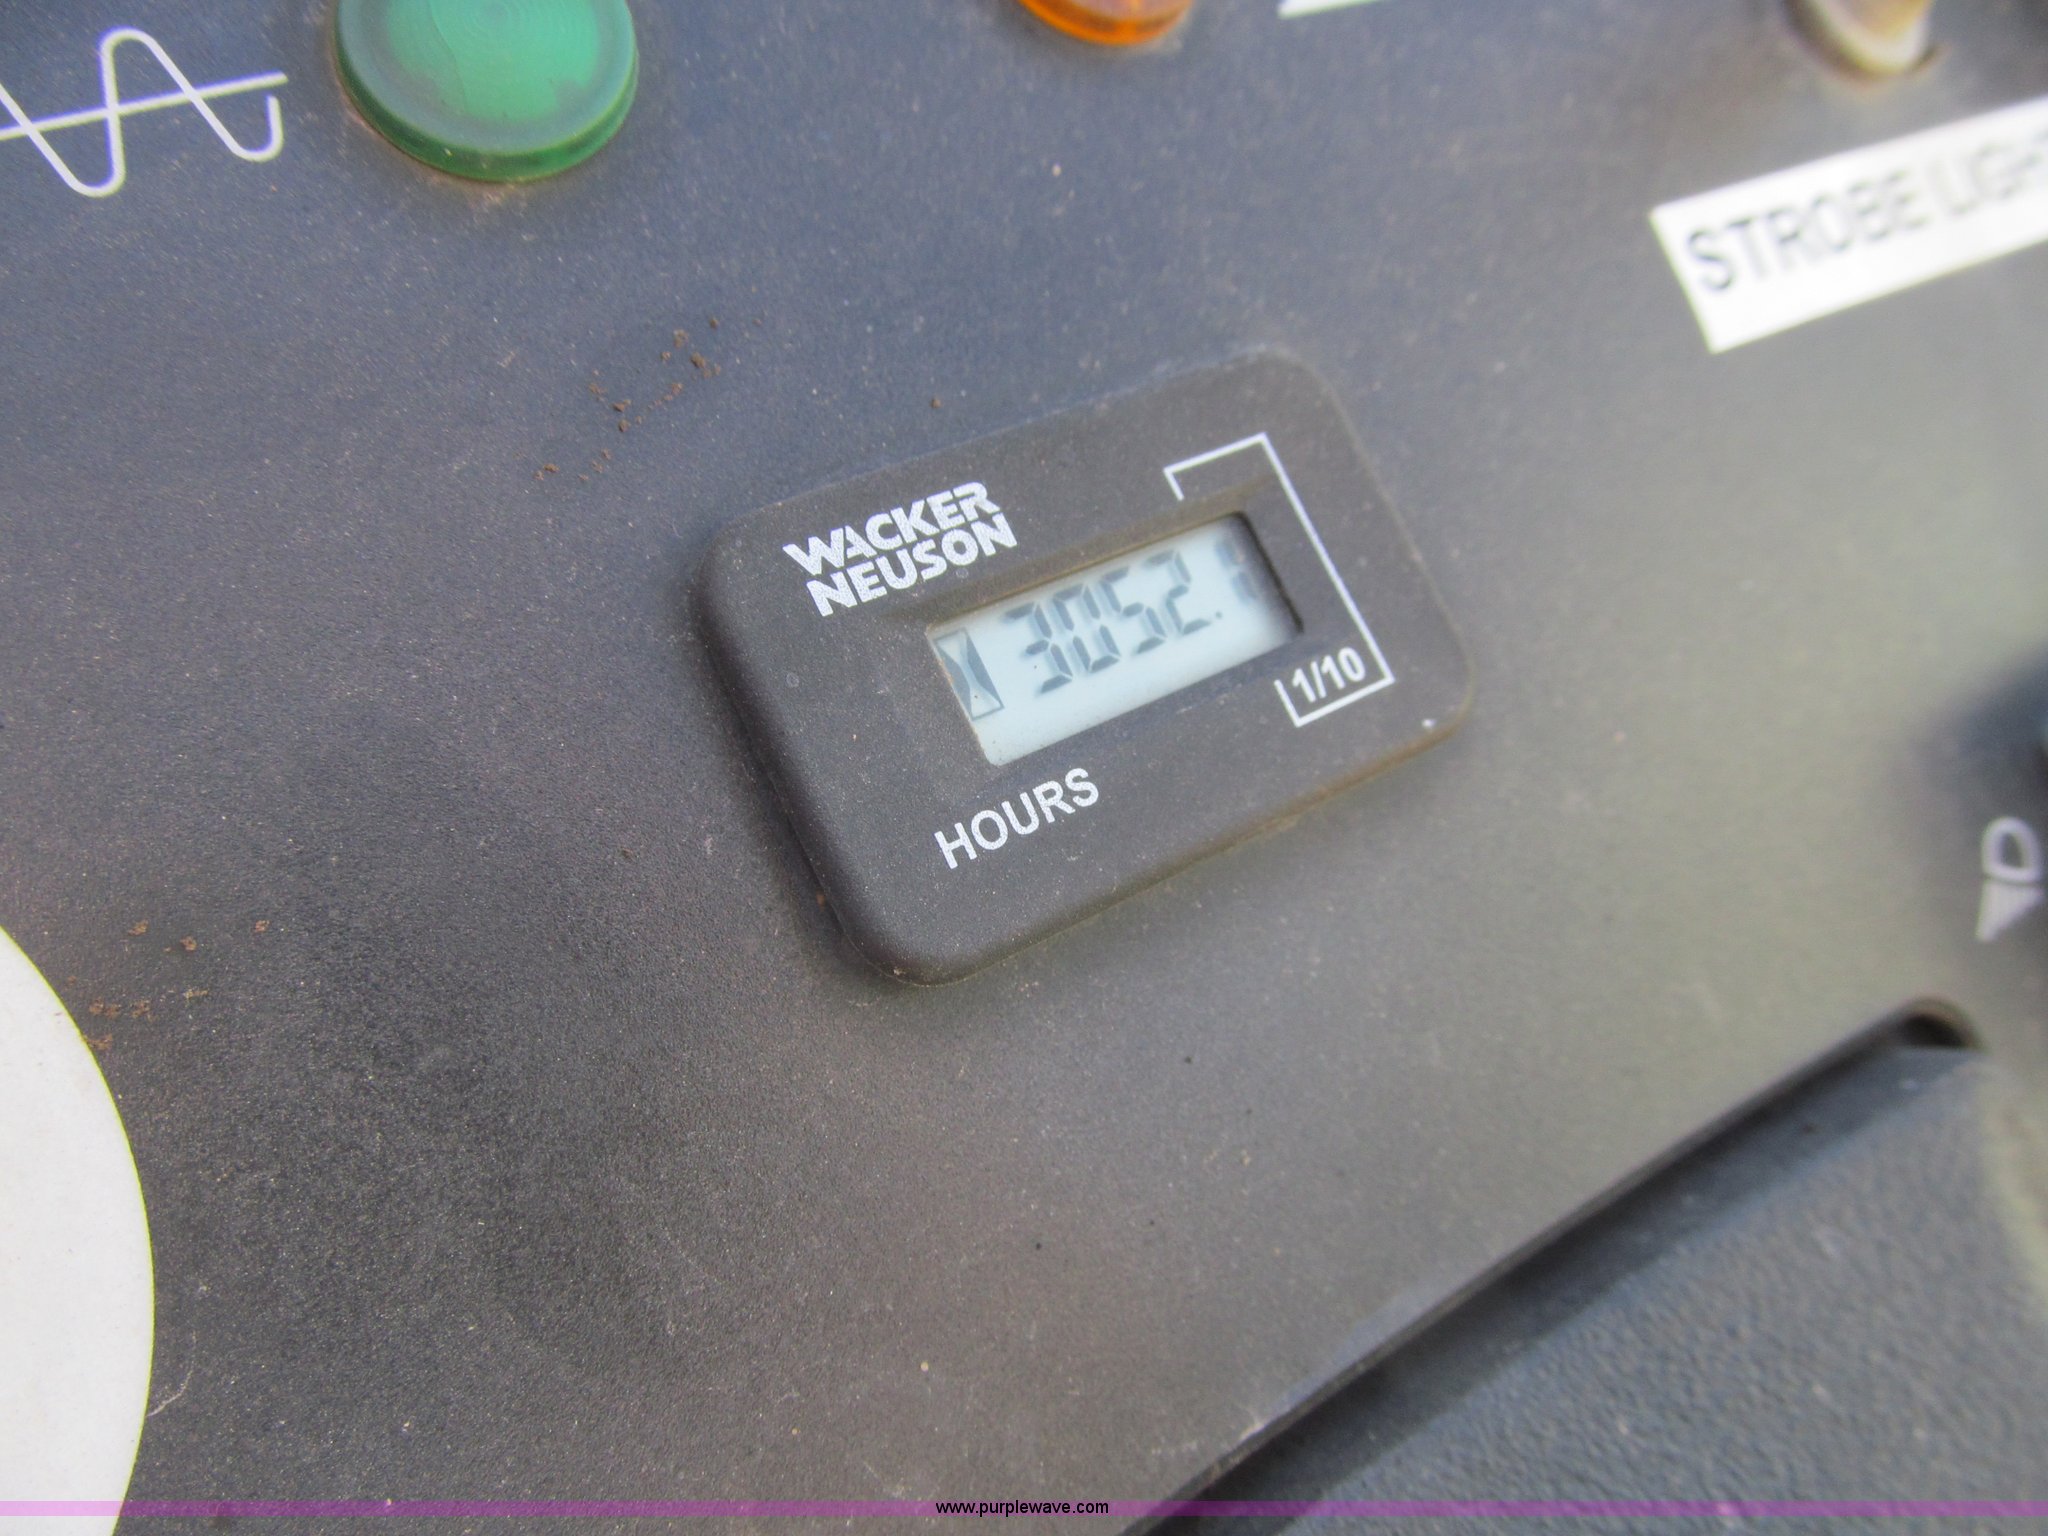 STROBE LIGHT
WACKER
NEUSON
3052.
1/10
HOURS
www.purplewave.com